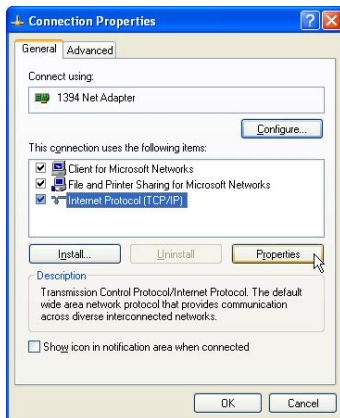 Connection Properties
General Advanced
Connect using:
1394 Net Adapter
Configure...
This connection uses the following items:
Client for Microsoft Networks
File and Printer Sharing for Microsoft Networks
Internet Protocol (TCP/IP)
Install... Uninstall Properties
Description
Transmission Control Protocol/Internet Protocol. The default
wide area network protocol that provides communication
across diverse interconnected networks.
Show icon in notification area when connected
OK Cancel